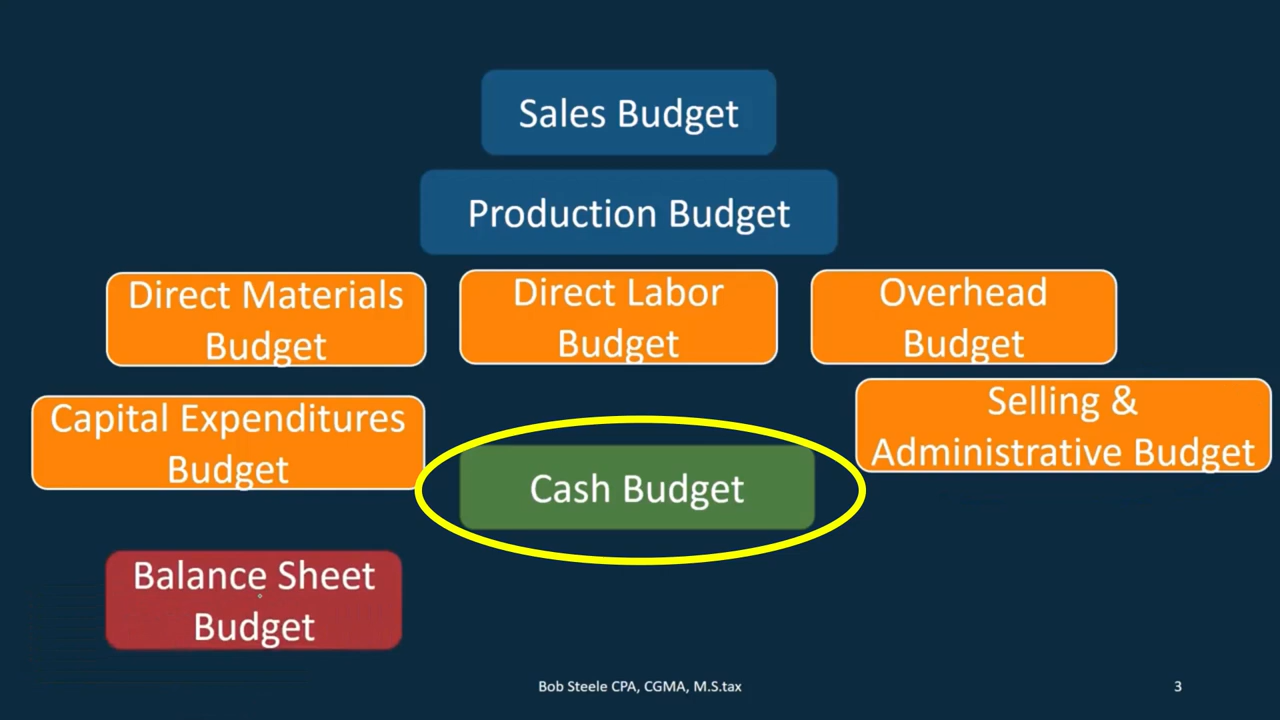 Sales Budget
Production Budget
Direct Materials
Budget
Direct Labor
Budget
Overhead
Budget
Capital Expenditures
Budget
Selling &
Administrative Budget
Cash Budget
Balance Sheet
Budget
Bob Steele CPA, CGMA, M.S.tax
3